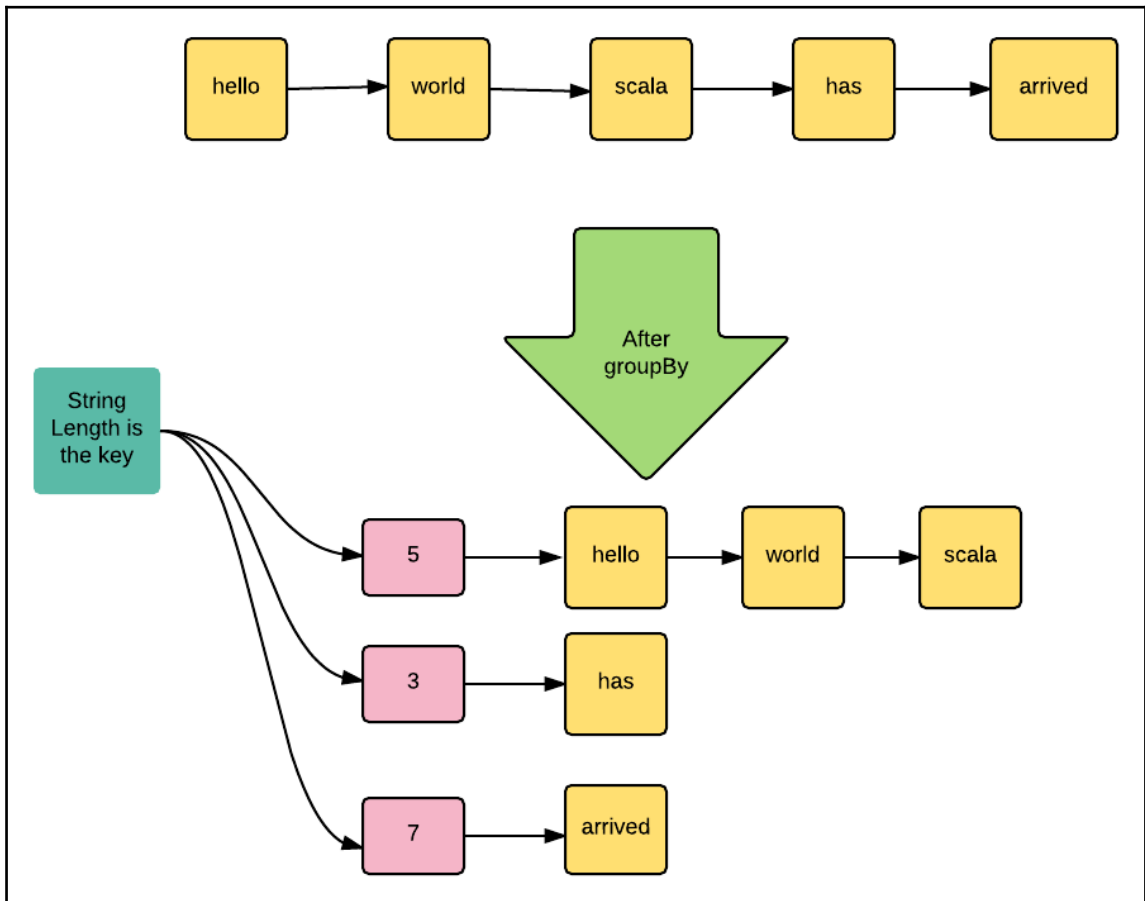 hello
world
scala
has
arrived
After
groupBy
String
Length is
the key
5
hello
world
scala
3
has
7
arrived